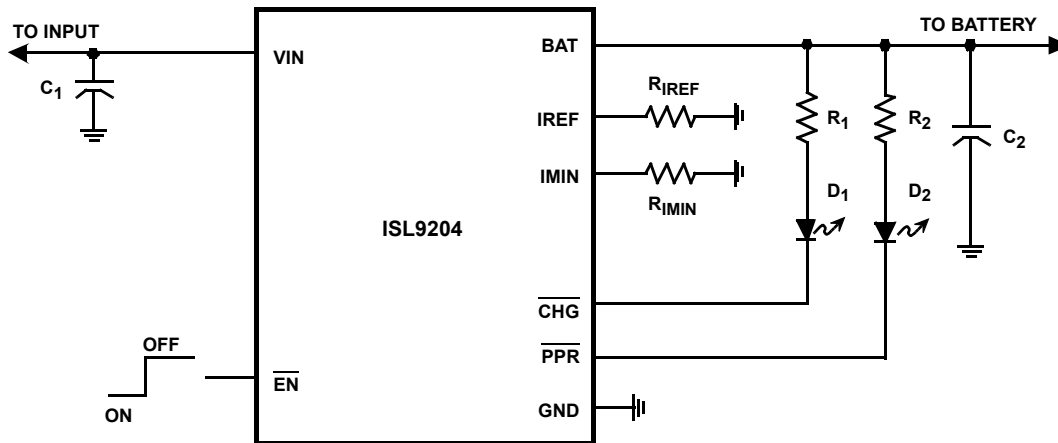 TO INPUT
C1
VIN
ISL9204
OFF
ON
EN
BAT
IREF
IMIN
CHG
PPR
GND
RIREF
RIMIN
TO BATTERY
R1
R2
C2
D1
D2